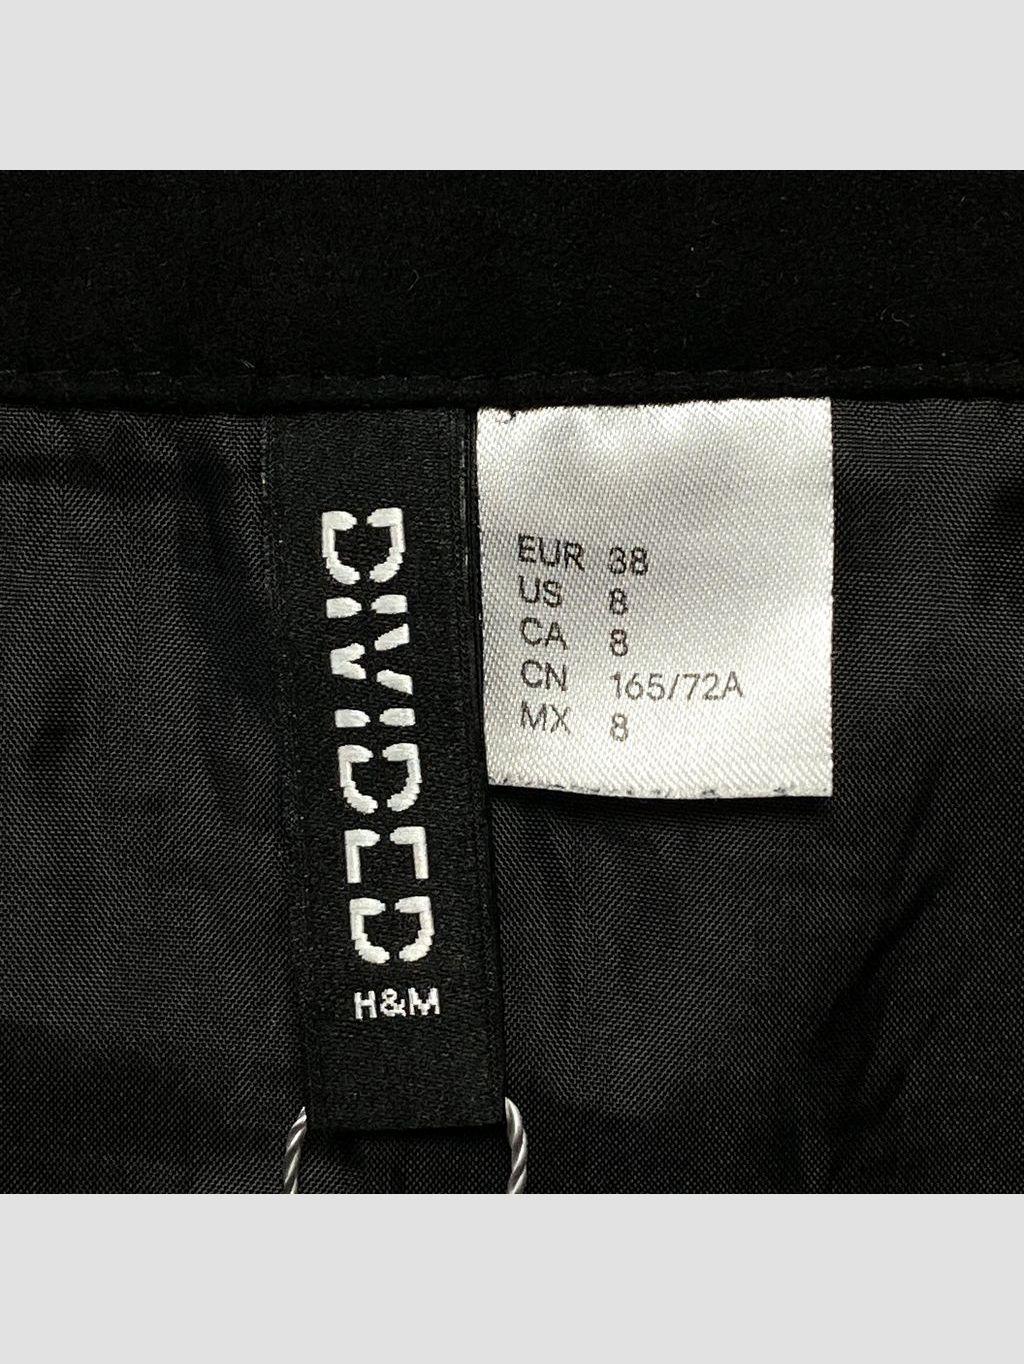 DIVIDED
H&M
EUR 38
US 8
CA 8
CN 165/72A
MX 8